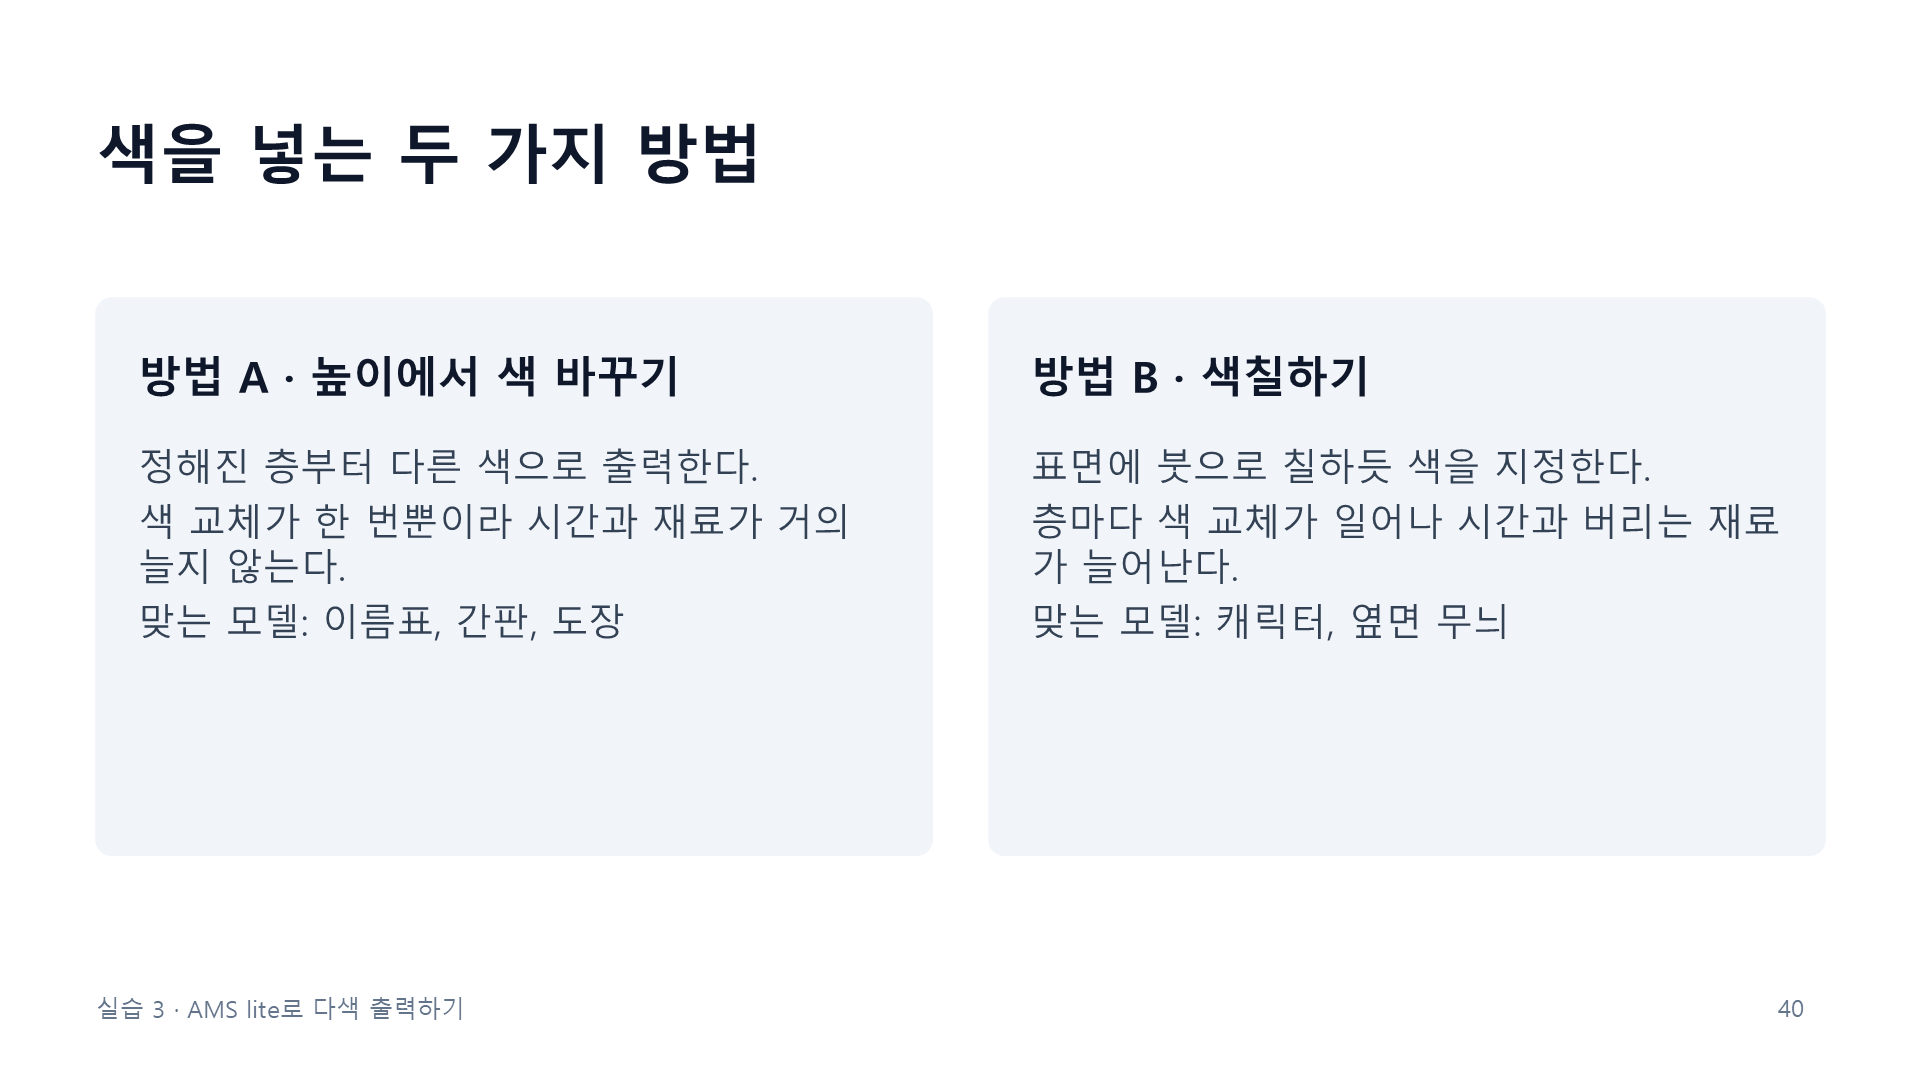 색을 넣는 두 가지 방법
방법 A · 높이에서 색 바꾸기
정해진 층부터 다른 색으로 출력한다.
색 교체가 한 번뿐이라 시간과 재료가 거의
늘지 않는다.
맞는 모델: 이름표, 간판, 도장
방법 B · 색칠하기
표면에 붓으로 칠하듯 색을 지정한다.
층마다 색 교체가 일어나 시간과 버리는 재료
가 늘어난다.
맞는 모델: 캐릭터, 옆면 무늬
실습 3 · AMS lite로 다색 출력하기
40